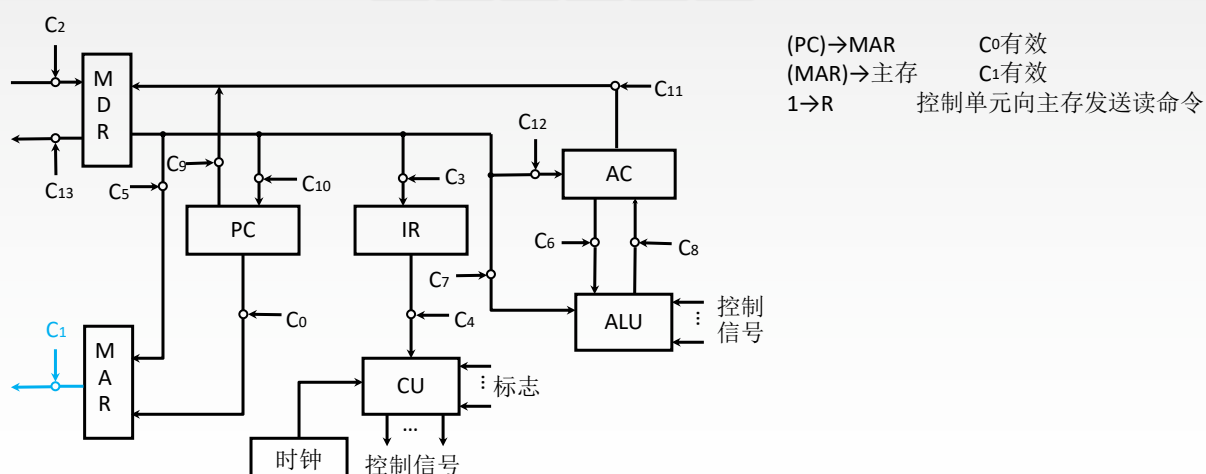 C2
M
D
R
C11
C12
C13
C5
C9
C10
C3
AC
PC
IR
C6
C8
C7
C0
C4
ALU
控制
⋮
信号
C1
M
A
R
CU
⋮
标志
...
时钟
控制信号
(PC)→MAR C0有效
(MAR)→主存 C1有效
1→R 控制单元向主存发送读命令